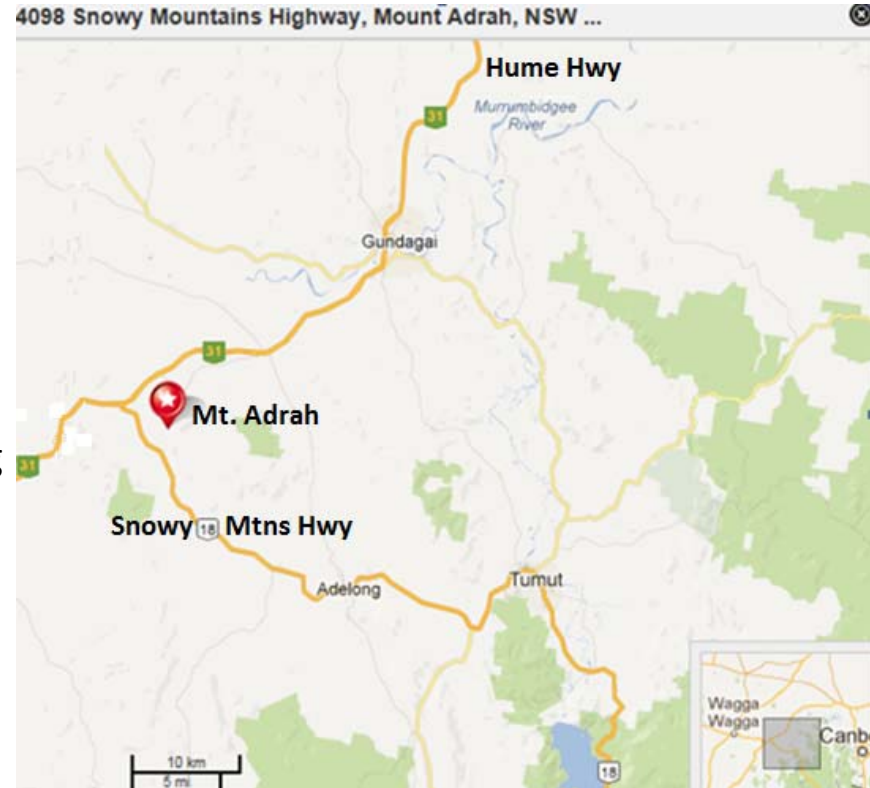 4098 Snowy Mountains Highway, Mount Adrah, NSW ...
Hume Hwy
31
Murrumbidgee
River
Gundagai
31
Mt. Adrah
31
Snowy 18 Mtns Hwy
Adelong
Tumut
Wagga
Wagga
10 km
5 mi
18